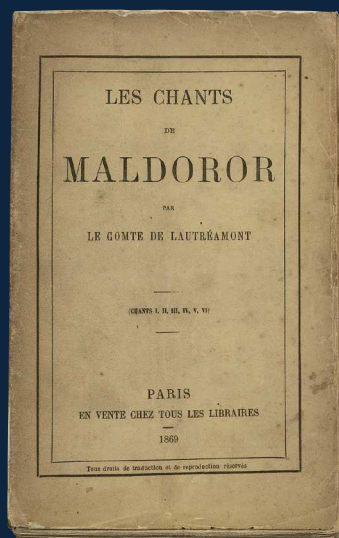 LES CHANTS
DE
MALDOROR
PAR
LE COMTE DE LAUTRÉAMONT
(CHANTS I, II, III, IV, V, VI)
PARIS
EN VENTE CHEZ TOUS LES LIBRAIRES
1869
Tous droits de traduction et de reproduction réservés